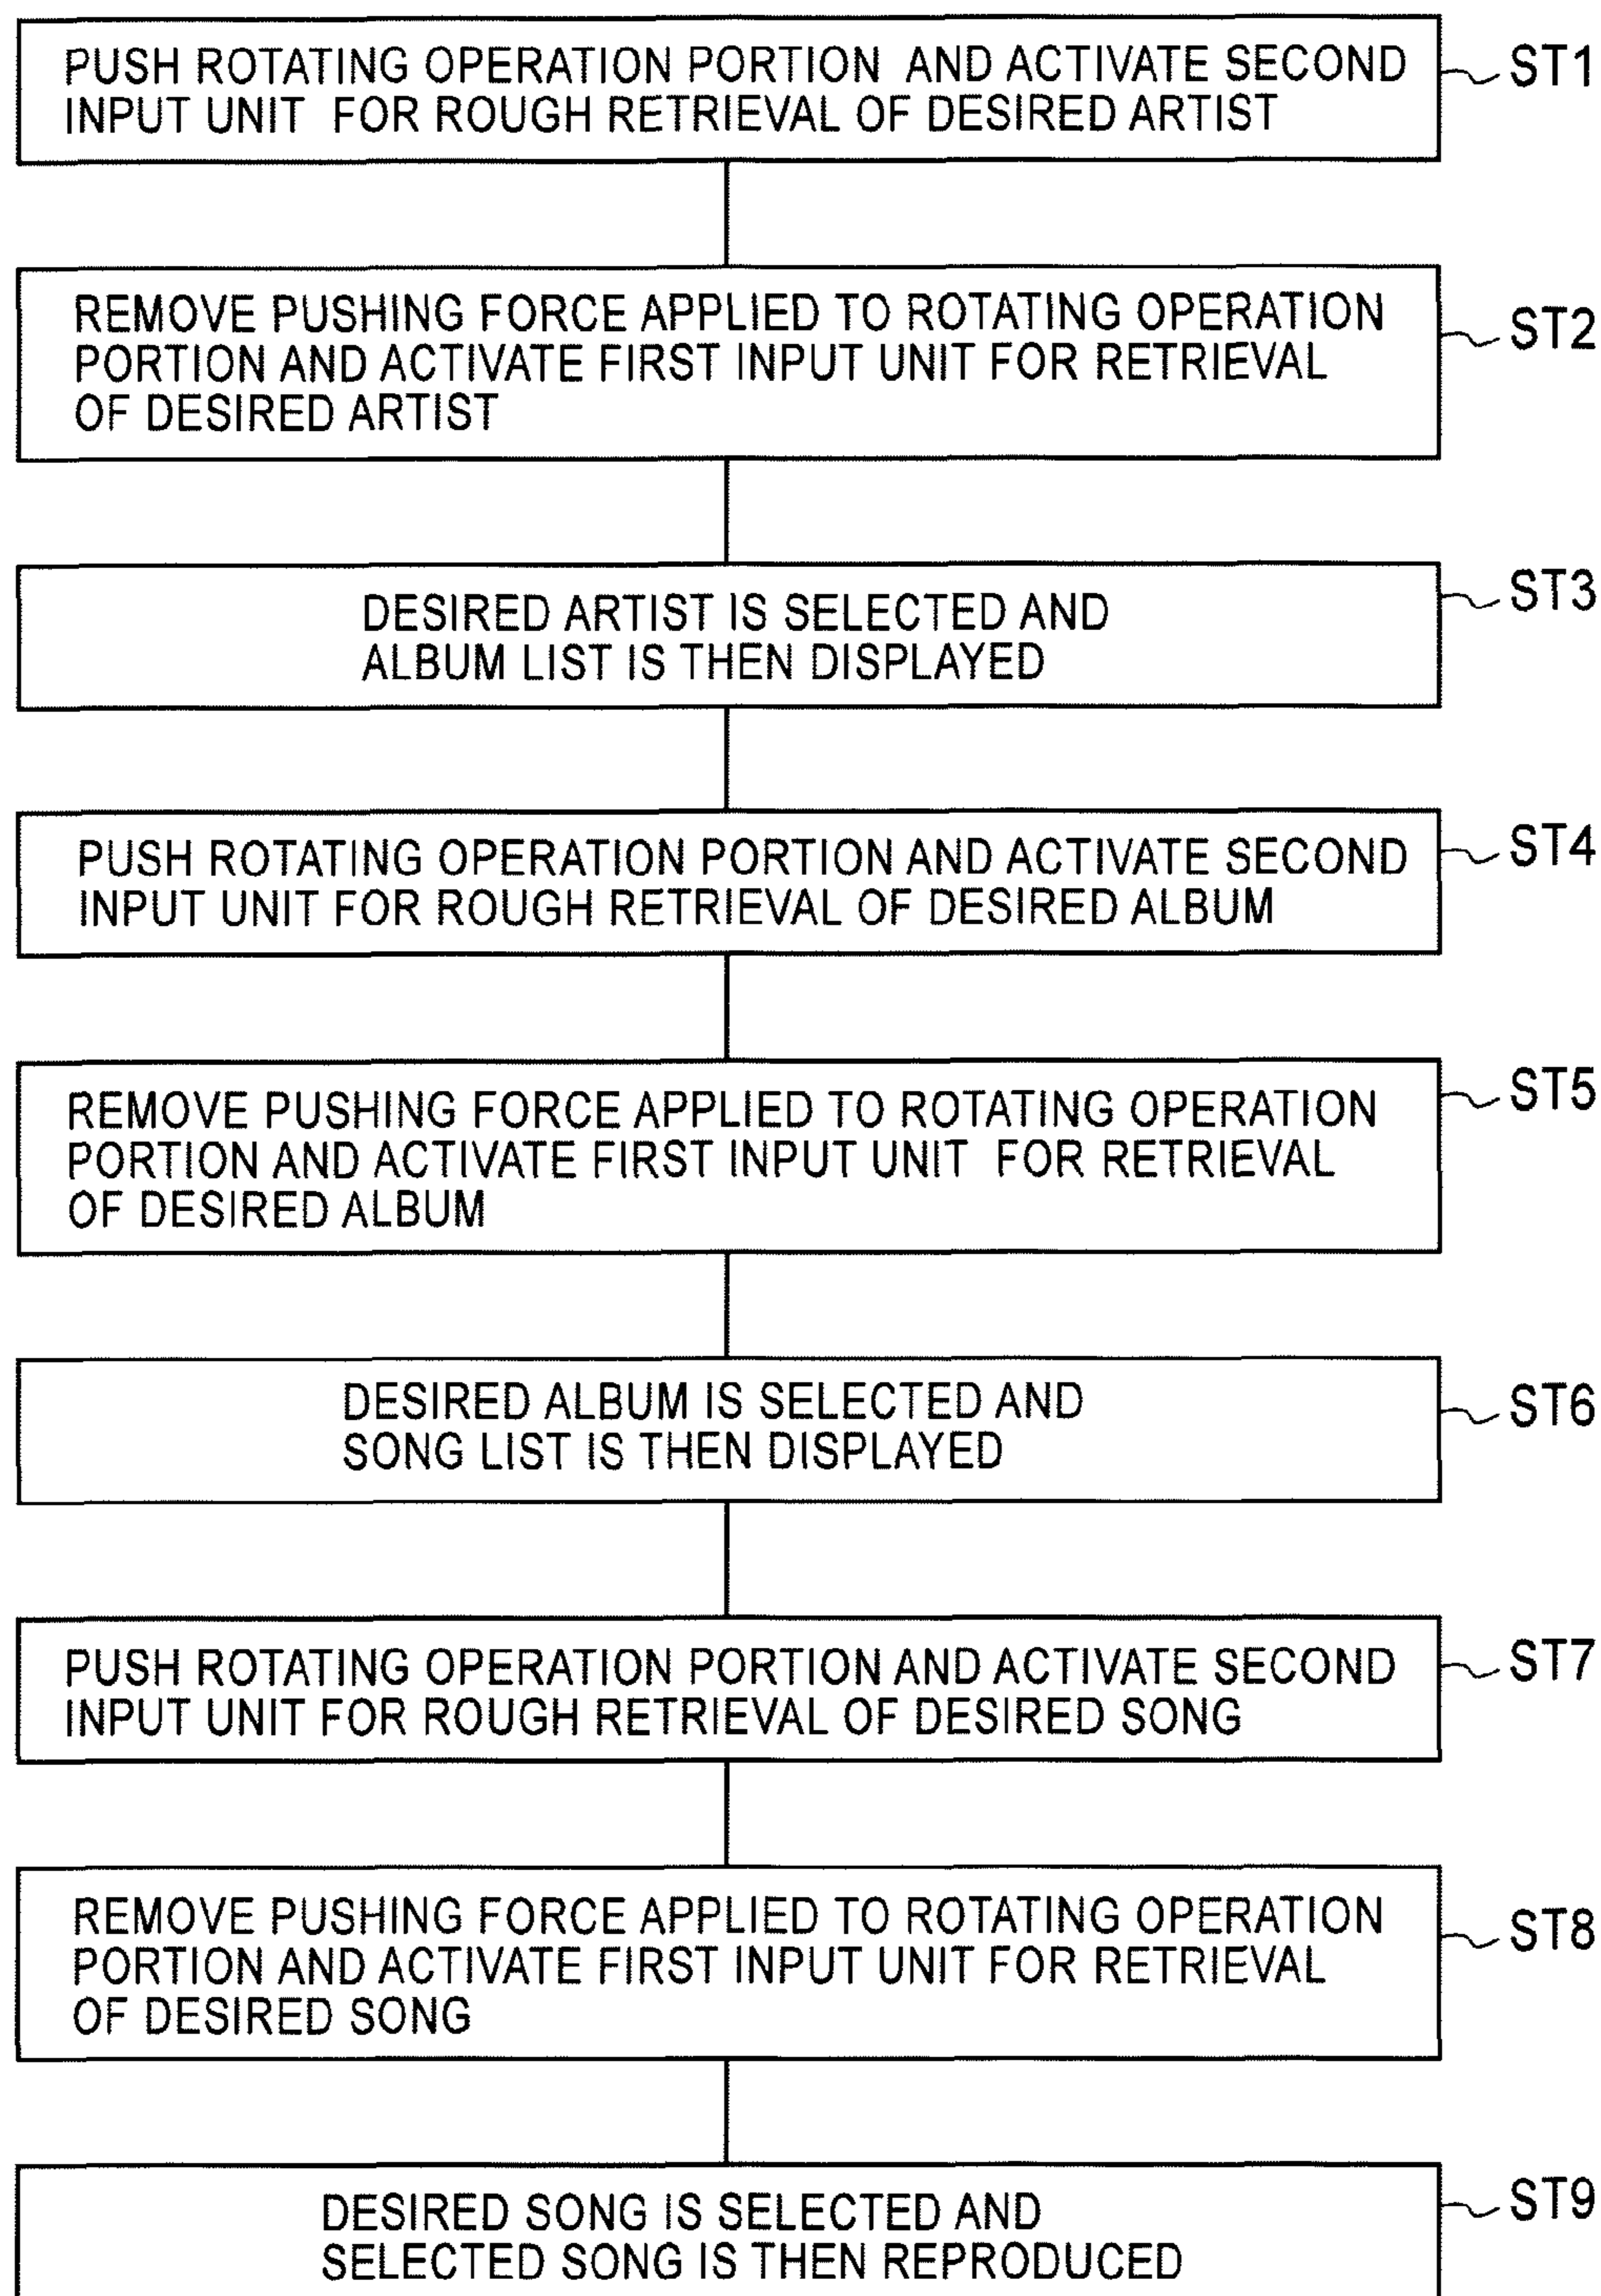 PUSH ROTATING OPERATION PORTION AND ACTIVATE SECOND
INPUT UNIT FOR ROUGH RETRIEVAL OF DESIRED ARTIST
ST1
REMOVE PUSHING FORCE APPLIED TO ROTATING OPERATION
PORTION AND ACTIVATE FIRST INPUT UNIT FOR RETRIEVAL
OF DESIRED ARTIST
ST2
DESIRED ARTIST IS SELECTED AND
ALBUM LIST IS THEN DISPLAYED
ST3
PUSH ROTATING OPERATION PORTION AND ACTIVATE SECOND
INPUT UNIT FOR ROUGH RETRIEVAL OF DESIRED ALBUM
ST4
REMOVE PUSHING FORCE APPLIED TO ROTATING OPERATION
PORTION AND ACTIVATE FIRST INPUT UNIT FOR RETRIEVAL
OF DESIRED ALBUM
ST5
DESIRED ALBUM IS SELECTED AND
SONG LIST IS THEN DISPLAYED
ST6
PUSH ROTATING OPERATION PORTION AND ACTIVATE SECOND
INPUT UNIT FOR ROUGH RETRIEVAL OF DESIRED SONG
ST7
REMOVE PUSHING FORCE APPLIED TO ROTATING OPERATION
PORTION AND ACTIVATE FIRST INPUT UNIT FOR RETRIEVAL
OF DESIRED SONG
ST8
DESIRED SONG IS SELECTED AND
SELECTED SONG IS THEN REPRODUCED
ST9